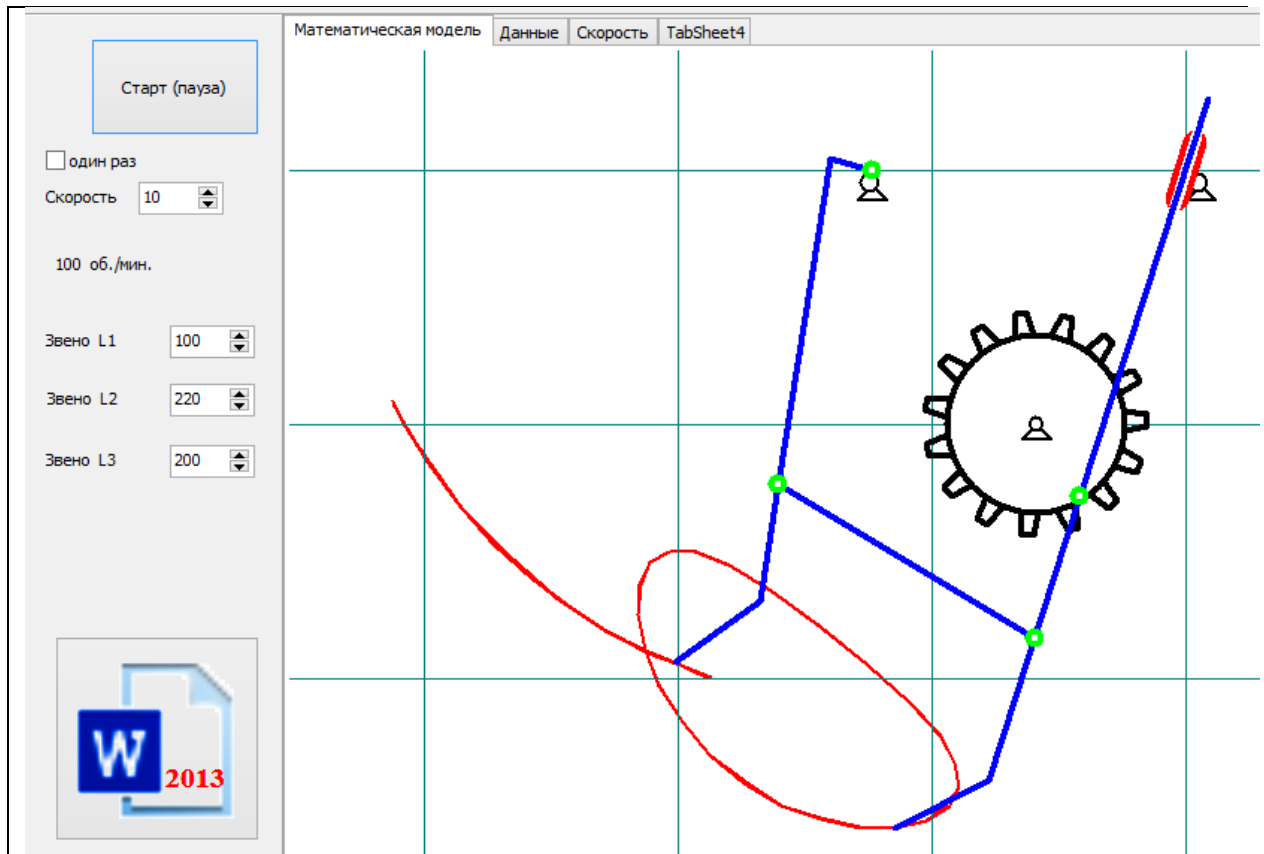 Математическая модель
Данные
Скорость
TabSheet4
Старт (пауза)
один раз
Скорость 10
100 об./мин.
Звено L1 100
Звено L2 220
Звено L3 200
W
2013